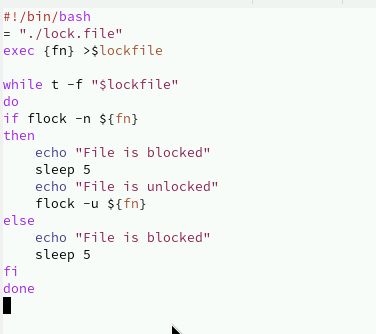 #!/bin/bash
= "./lock.file"
exec {fn} >$lockfile
while t -f "$lockfile"
do
if flock -n ${fn}
then
echo "File is blocked"
sleep 5
echo "File is unlocked"
flock -u ${fn}
else
echo "File is blocked"
sleep 5
fi
done